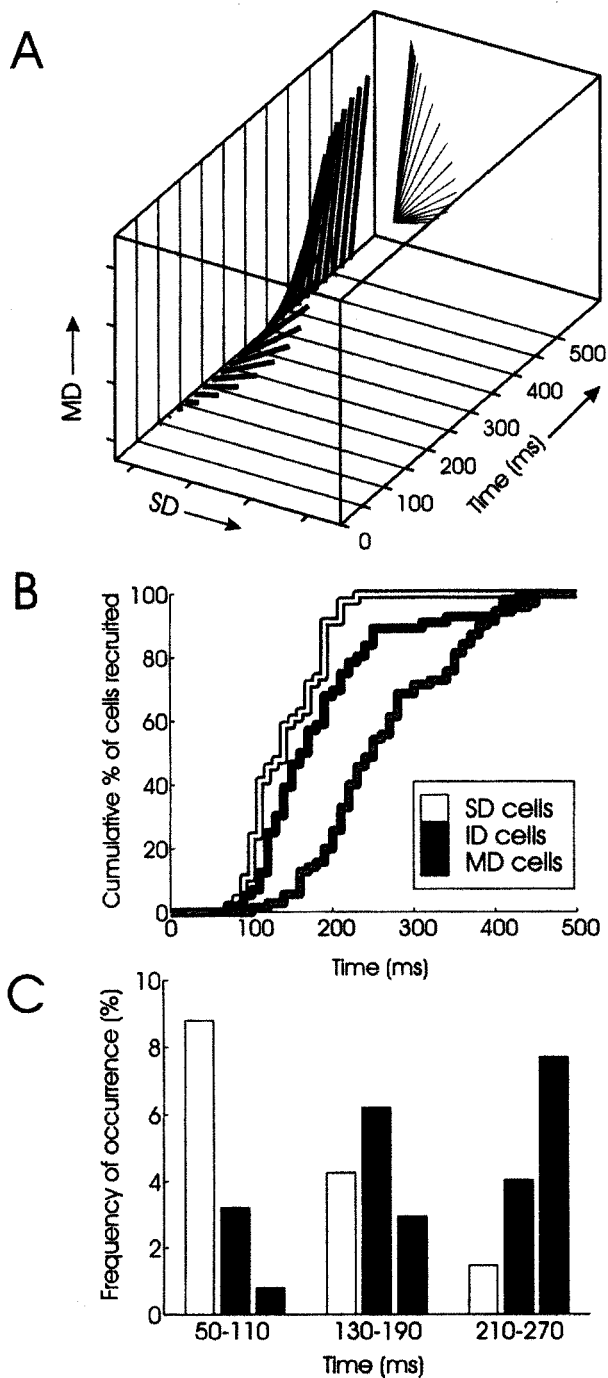 A
MD
SD
0
100
200
300
400
500
Time (ms)
B
Cumulative % of cells recruited
100
80
60
40
20
0
SD cells
ID cells
MD cells
0 100 200 300 400 500
Time (ms)
C
Frequency of occurrence (%)
10
8
6
4
2
0
50-110 130-190 210-270
Time (ms)